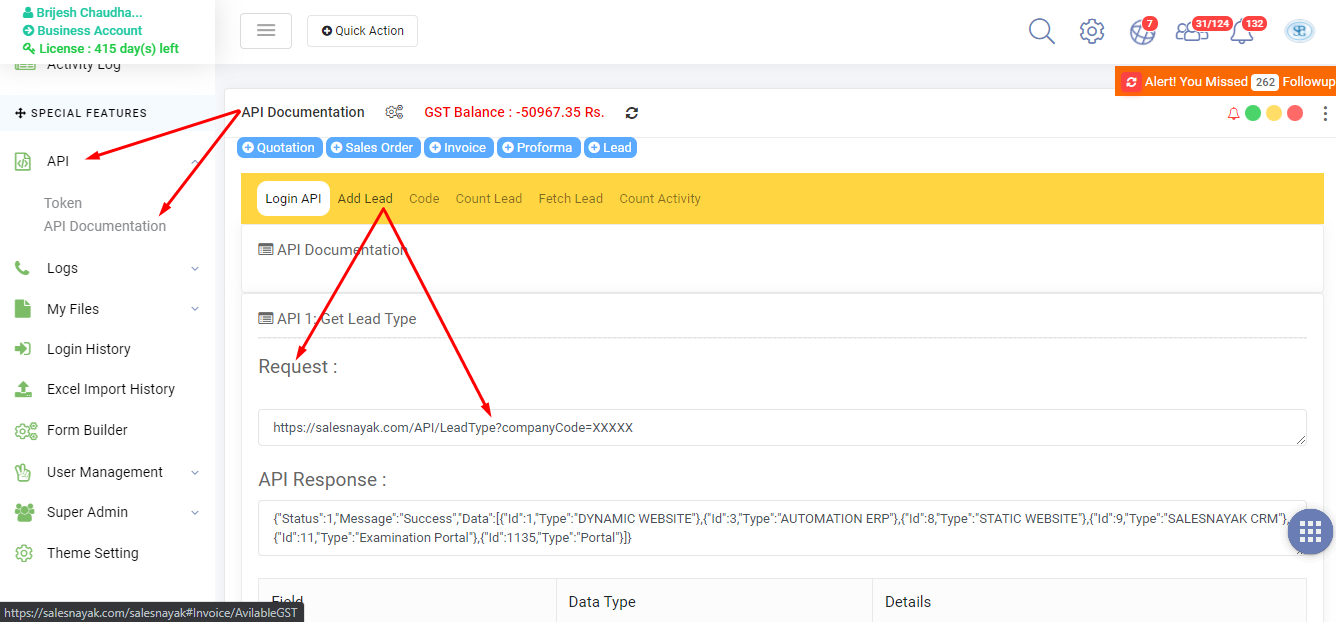 Brijesh Chaudha...
Business Account
License : 415 day(s) left
Quick Action
7
31/124
132
Activity Log
Alert! You Missed 262 Followup
SPECIAL FEATURES
API Documentation
GST Balance : -50967.35 Rs.
Quotation
Sales Order
Invoice
Proforma
Lead
API
Token
API Documentation
Logs
My Files
Login History
Excel Import History
Form Builder
User Management
Super Admin
Theme Setting
Login API
Add Lead
Code
Count Lead
Fetch Lead
Count Activity
API Documentation
API 1: Get Lead Type
Request :
https://salesnayak.com/API/LeadType?companyCode=XXXXX
API Response :
{"Status":1,"Message":"Success","Data":[{"Id":1,"Type":"DYNAMIC WEBSITE"},{"Id":3,"Type":"AUTOMATION ERP"},{"Id":8,"Type":"STATIC WEBSITE"},{"Id":9,"Type":"SALESNAYAK CRM"},
{"Id":11,"Type":"Examination Portal"},{"Id":1135,"Type":"Portal"}]}
Field
Data Type
Details
https://salesnayak.com/salesnayak#Invoice/AvilableGST